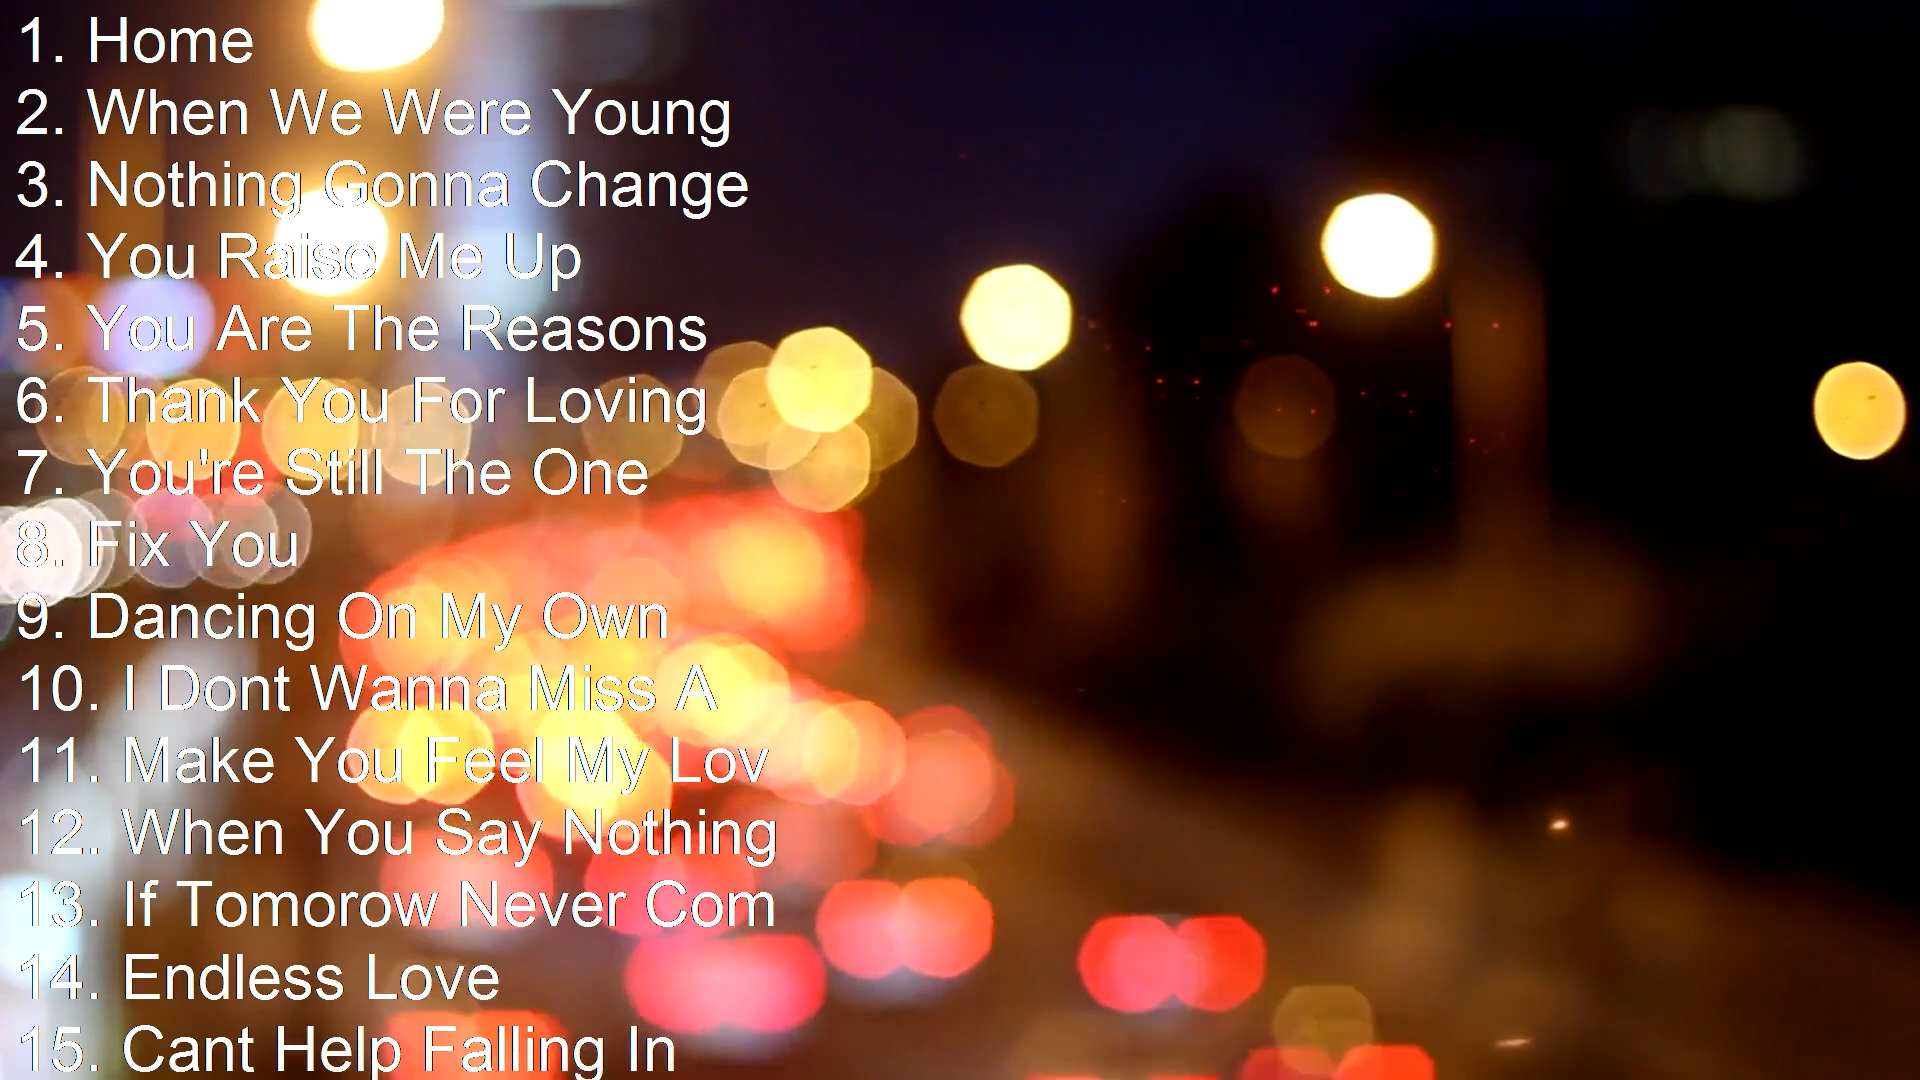 1. Home
2. When We Were Young
3. Nothing Gonna Change
4. You Raise Me Up
5. You Are The Reasons
6. Thank You For Loving
7. You're Still The One
8. Fix You
9. Dancing On My Own
10. I Dont Wanna Miss A
11. Make You Feel My Lov
12. When You Say Nothing
13. If Tomorow Never Com
14. Endless Love
15. Cant Help Falling In